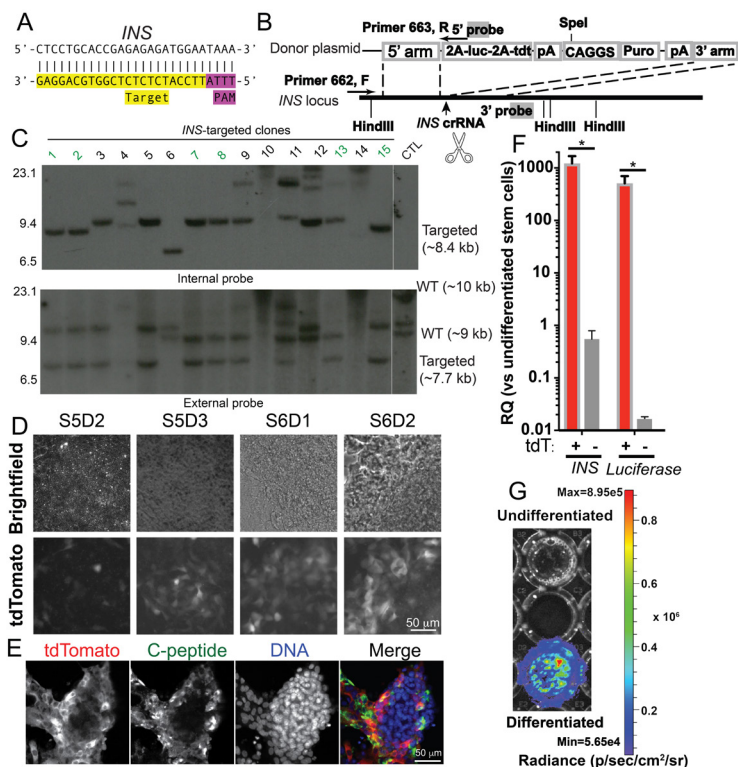 A
INS
5'-CTCCTGCACCGAGAGAGATGGAATAAA-3'
3'-GAGGACGTGGCTCTCTCTACCTTATTT-5'
Target
PAM
B
Primer 663, R
5' probe
SpeI
Donor plasmid
5' arm
2A-luc-2A-tdt
pA
CAGGS
Puro
pA
3' arm
Primer 662, F
INS locus
3' probe
HindIII
INS crRNA
HindIII
HindIII
C
INS-targeted clones
1 2 3 4 5 6 7 8 9 10 11 12 13 14 15 CTL
23.1
9.4
6.5
Targeted
(~8.4 kb)
Internal probe
WT (~10 kb)
23.1
9.4
6.5
WT (~9 kb)
Targeted
(~7.7 kb)
External probe
D
S5D2 S5D3 S6D1 S6D2
Brightfield
tdTomato
50 µm
E
tdTomato C-peptide DNA Merge
50 µm
F
RQ (vs undifferentiated stem cells)
1000
100
10
1
0.1
0.01
*
*
tdT: + - + -
INS Luciferase
G
Max=8.95e5
Undifferentiated
0.8
0.6
x 10⁶
0.4
0.2
Differentiated
Min=5.65e4
Radiance (p/sec/cm²/sr)